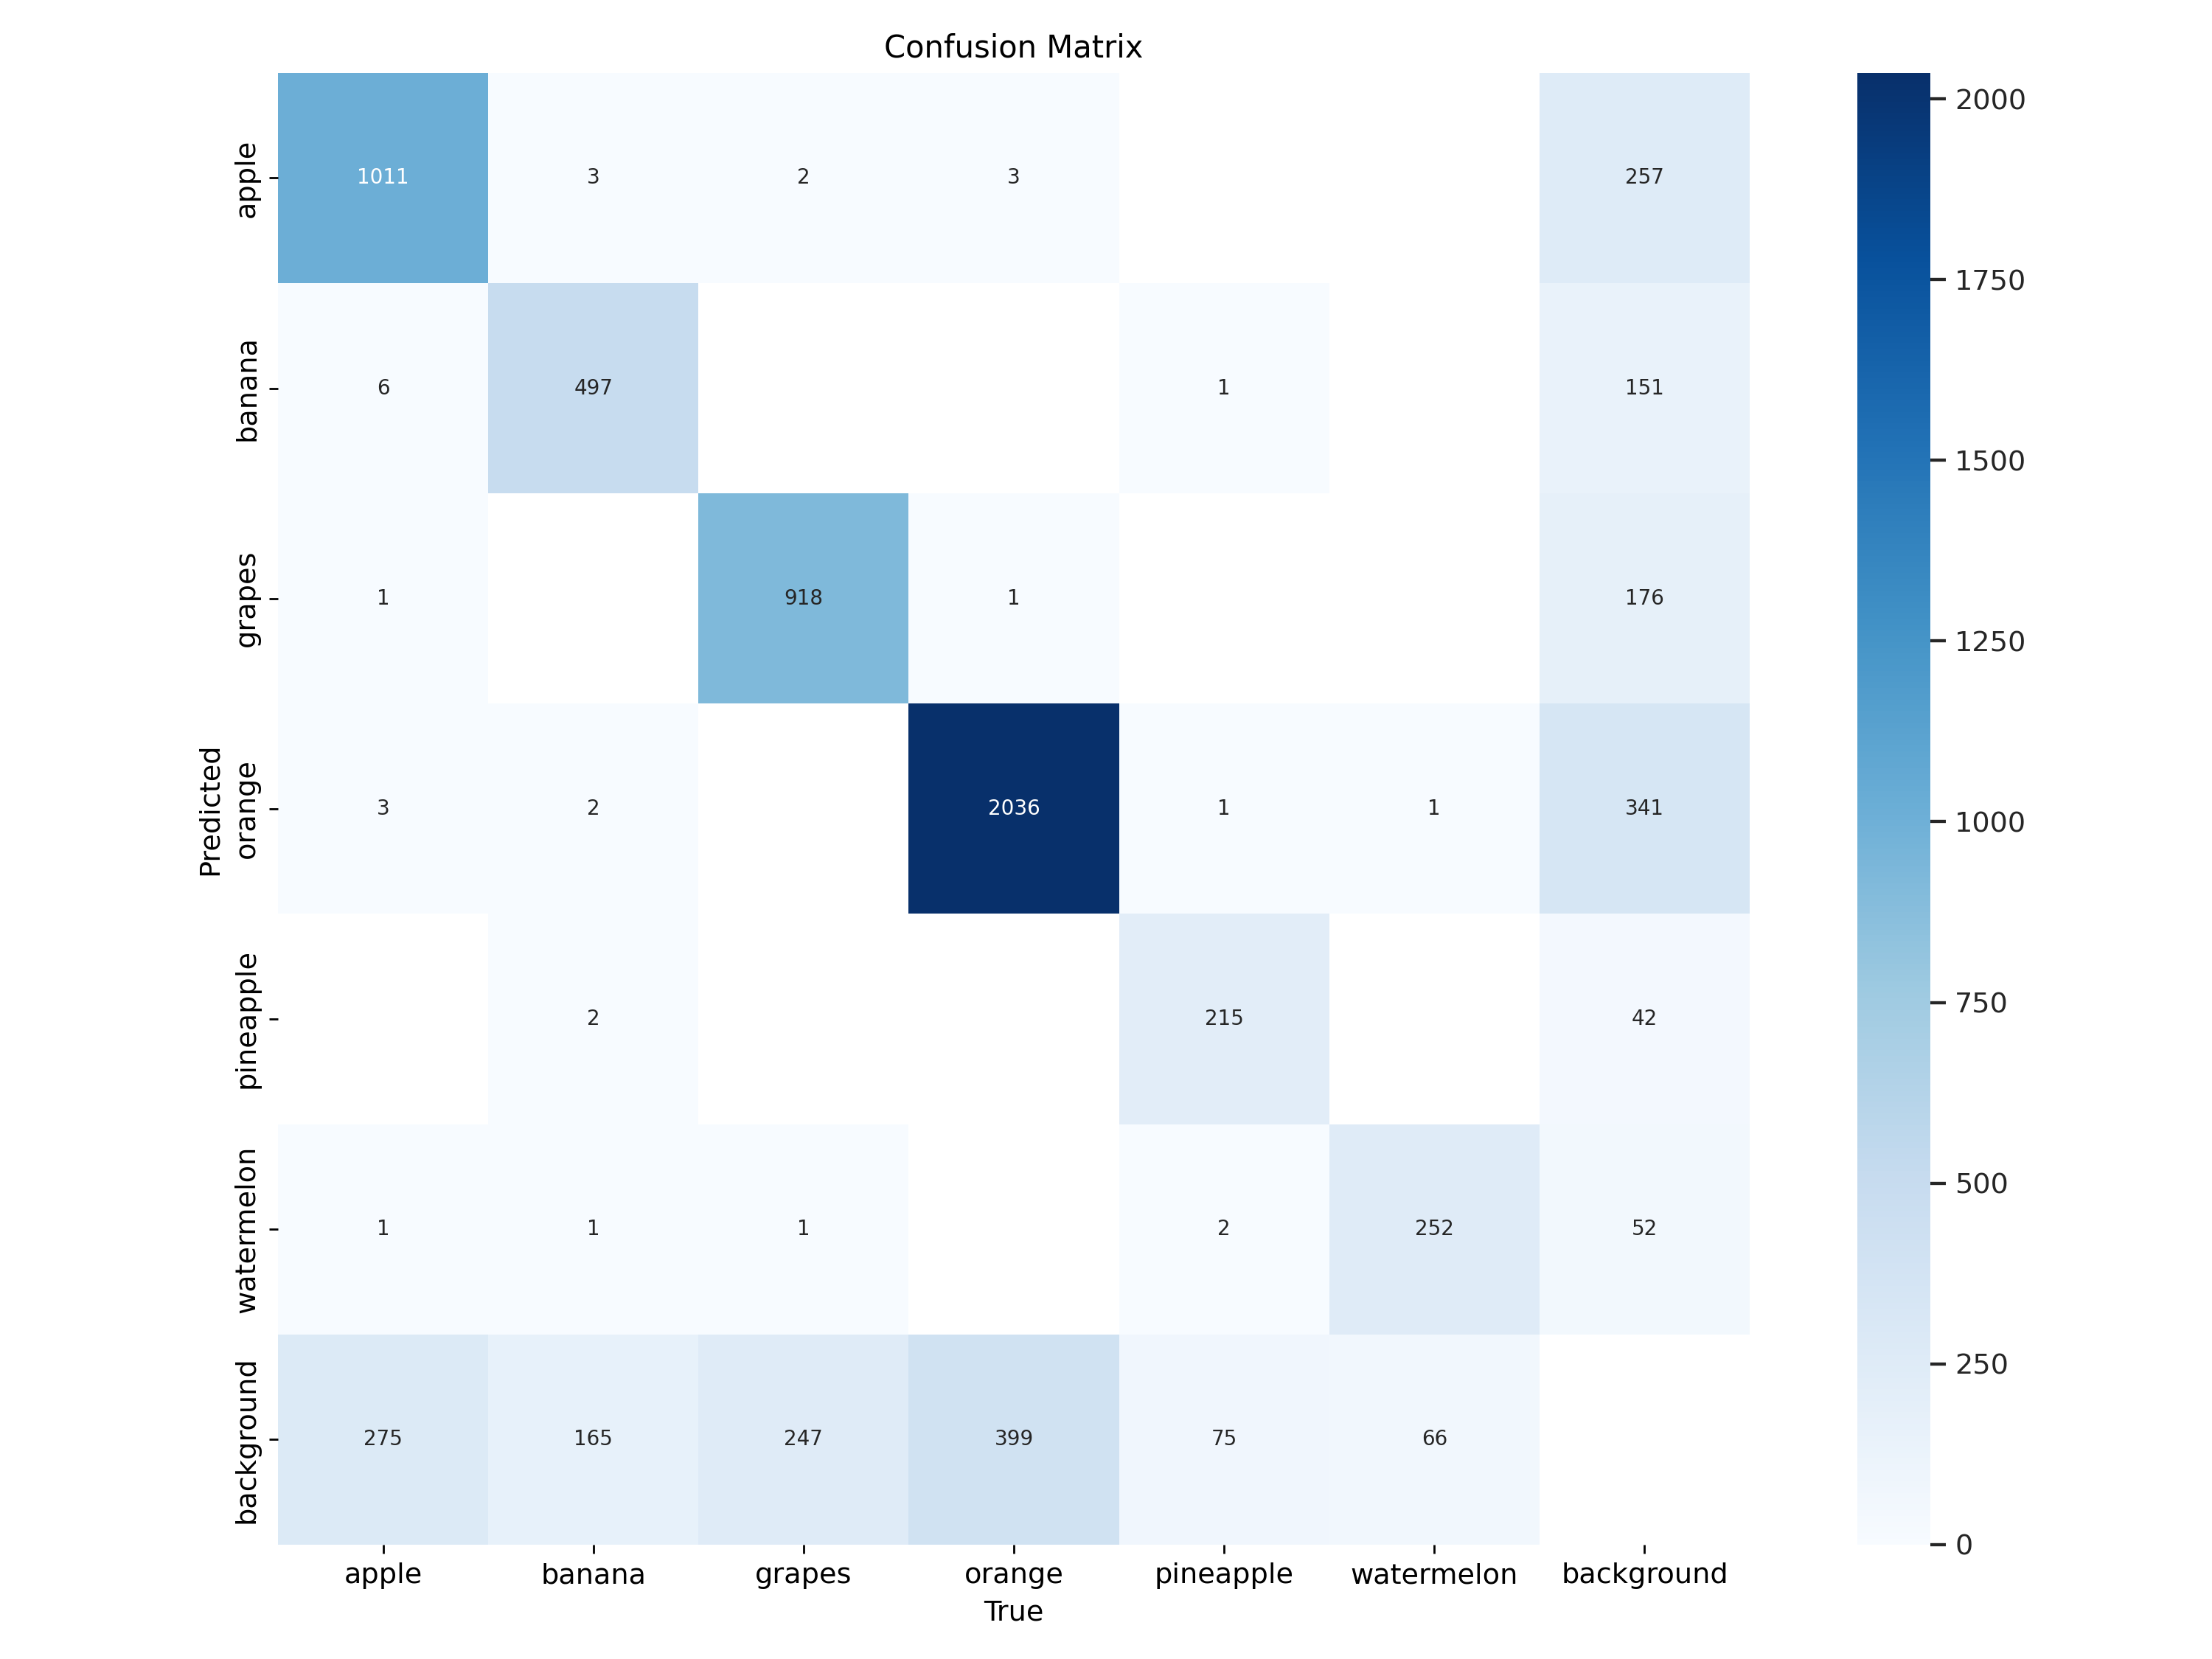 Confusion Matrix
apple 1011 3 2 3 257
banana 6 497 1 151
grapes 1 918 1 176
orange 3 2 2036 1 1 341
pineapple 2 215 42
watermelon 1 1 1 2 252 52
background 275 165 247 399 75 66
apple banana grapes orange pineapple watermelon background
True
Predicted
2000
1750
1500
1250
1000
750
500
250
0